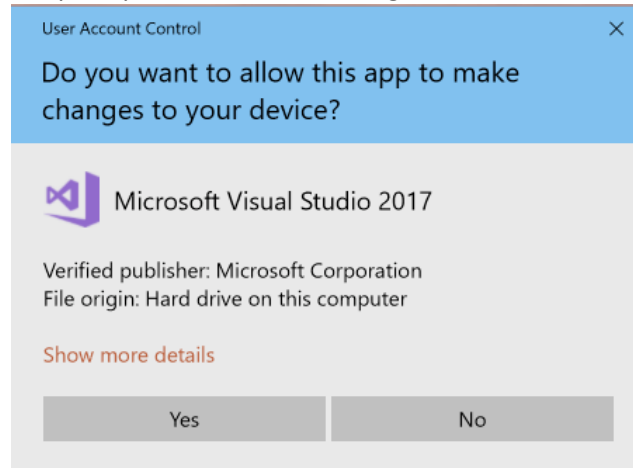 User Account Control
Do you want to allow this app to make
changes to your device?
Microsoft Visual Studio 2017
Verified publisher: Microsoft Corporation
File origin: Hard drive on this computer
Show more details
Yes
No